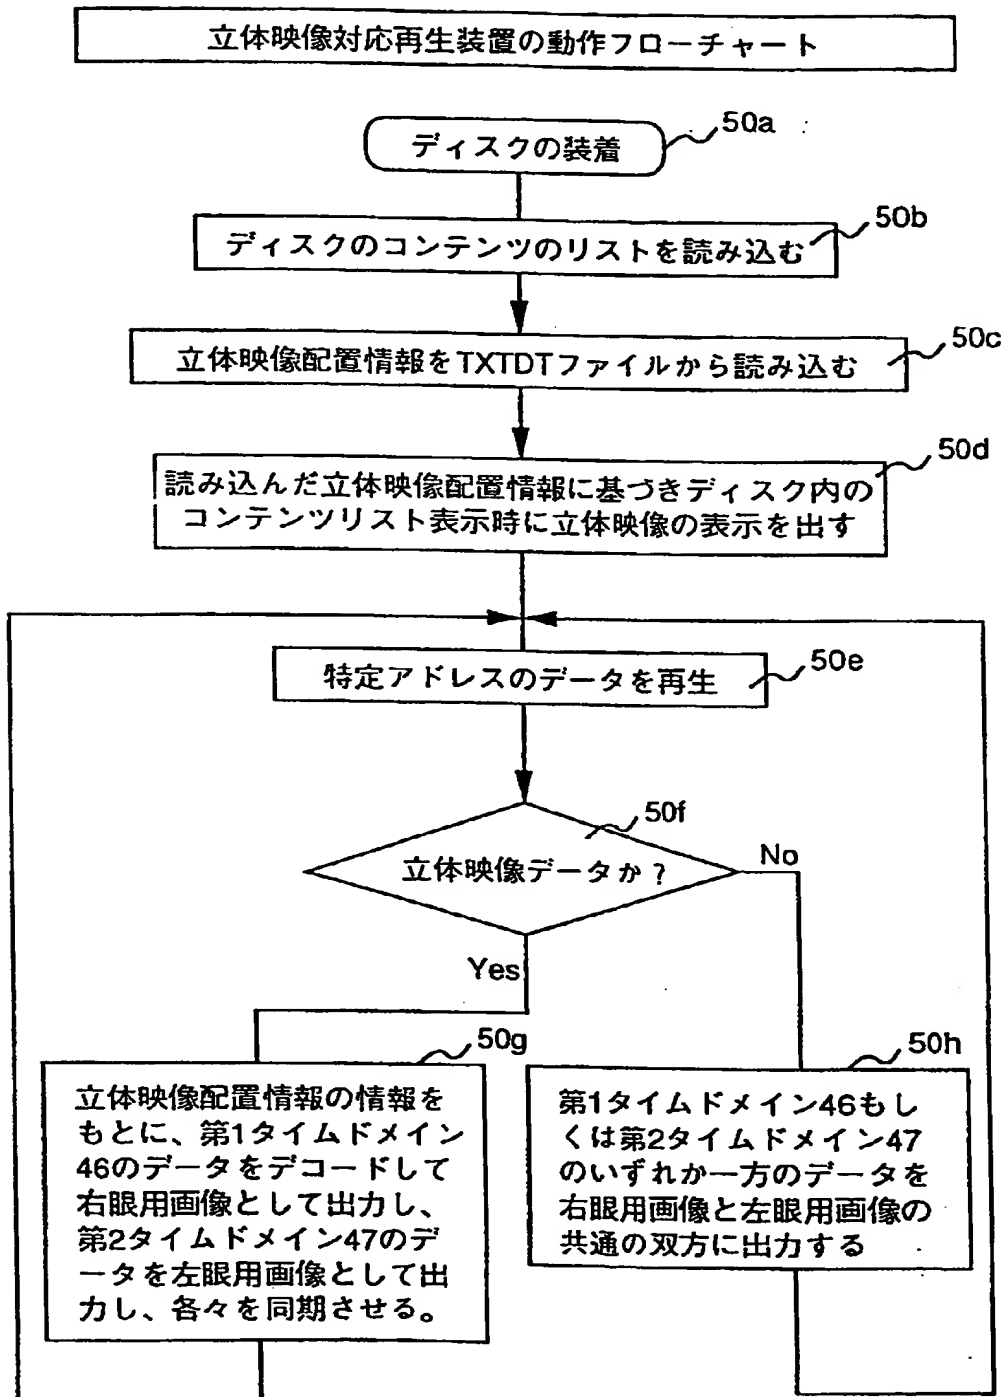 立体映像対応再生装置の動作フローチャート
50a
ディスクの装着
50b
ディスクのコンテンツのリストを読み込む
50c
立体映像配置情報をTXTDTファイルから読み込む
50d
読み込んだ立体映像配置情報に基づきディスク内の
コンテンツリスト表示時に立体映像の表示を出す
50e
特定アドレスのデータを再生
50f
立体映像データか?
No
Yes
50g
立体映像配置情報の情報を
もとに、第1タイムドメイン
46のデータをデコードして
右眼用画像として出力し、
第2タイムドメイン47のデ
ータを左眼用画像として出
力し、各々を同期させる。
50h
第1タイムドメイン46もし
くは第2タイムドメイン47
のいずれか一方のデータを
右眼用画像と左眼用画像の
共通の双方に出力する